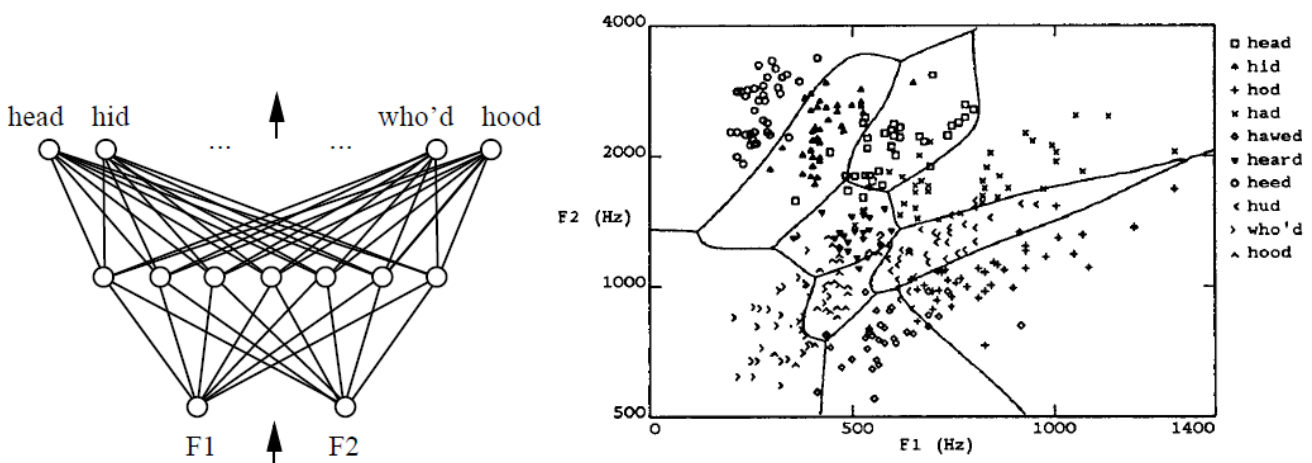 head hid ... ... who'd hood
F1 F2
4000
2000
F2 (Hz)
1000
500
0 500 1000 1400
F1 (Hz)
head
hid
hod
had
hawed
heard
heed
hud
who'd
hood